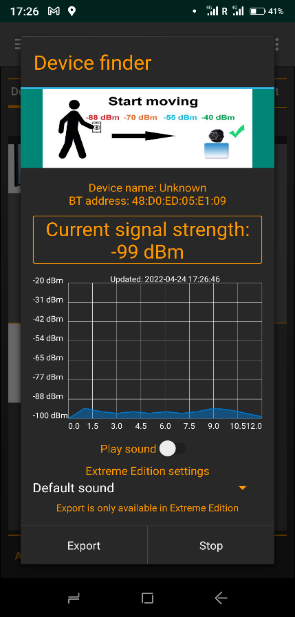 17:26 R 41%
Device finder
Start moving
-88 dBm -70 dBm -55 dBm -40 dBm
Device name: Unknown
BT address: 48:D0:ED:05:E1:09
Current signal strength:
-99 dBm
Updated: 2022-04-24 17:26:46
-20 dBm
-31 dBm
-42 dBm
-54 dBm
-65 dBm
-77 dBm
-88 dBm
-100 dBm
0.0 1.5 3.0 4.5 6.0 7.5 9.0 10.512.0
Play sound
Extreme Edition settings
Default sound
Export is only available in Extreme Edition
Export Stop